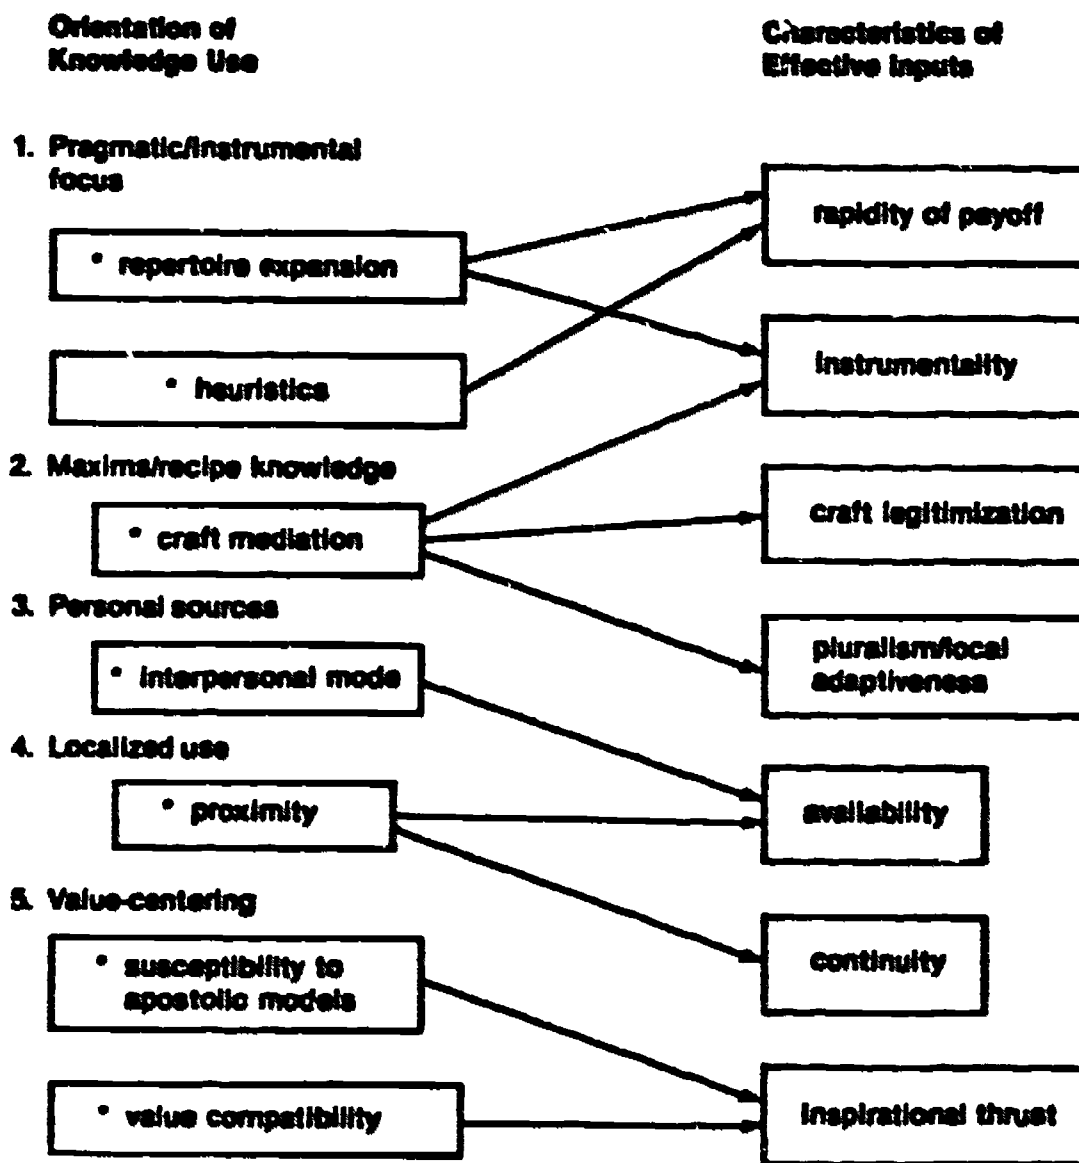 Orientation of
Knowledge Use
1. Pragmatic/instrumental
focus
• repertoire expansion
• heuristics
2. Maxims/recipe knowledge
• craft mediation
3. Personal sources
• interpersonal mode
4. Localized use
• proximity
5. Value-centering
• susceptibility to
apostolic models
• value compatibility
Characteristics of
Effective Inputs
rapidity of payoff
instrumentality
craft legitimization
pluralism/local
adaptiveness
availability
continuity
inspirational thrust